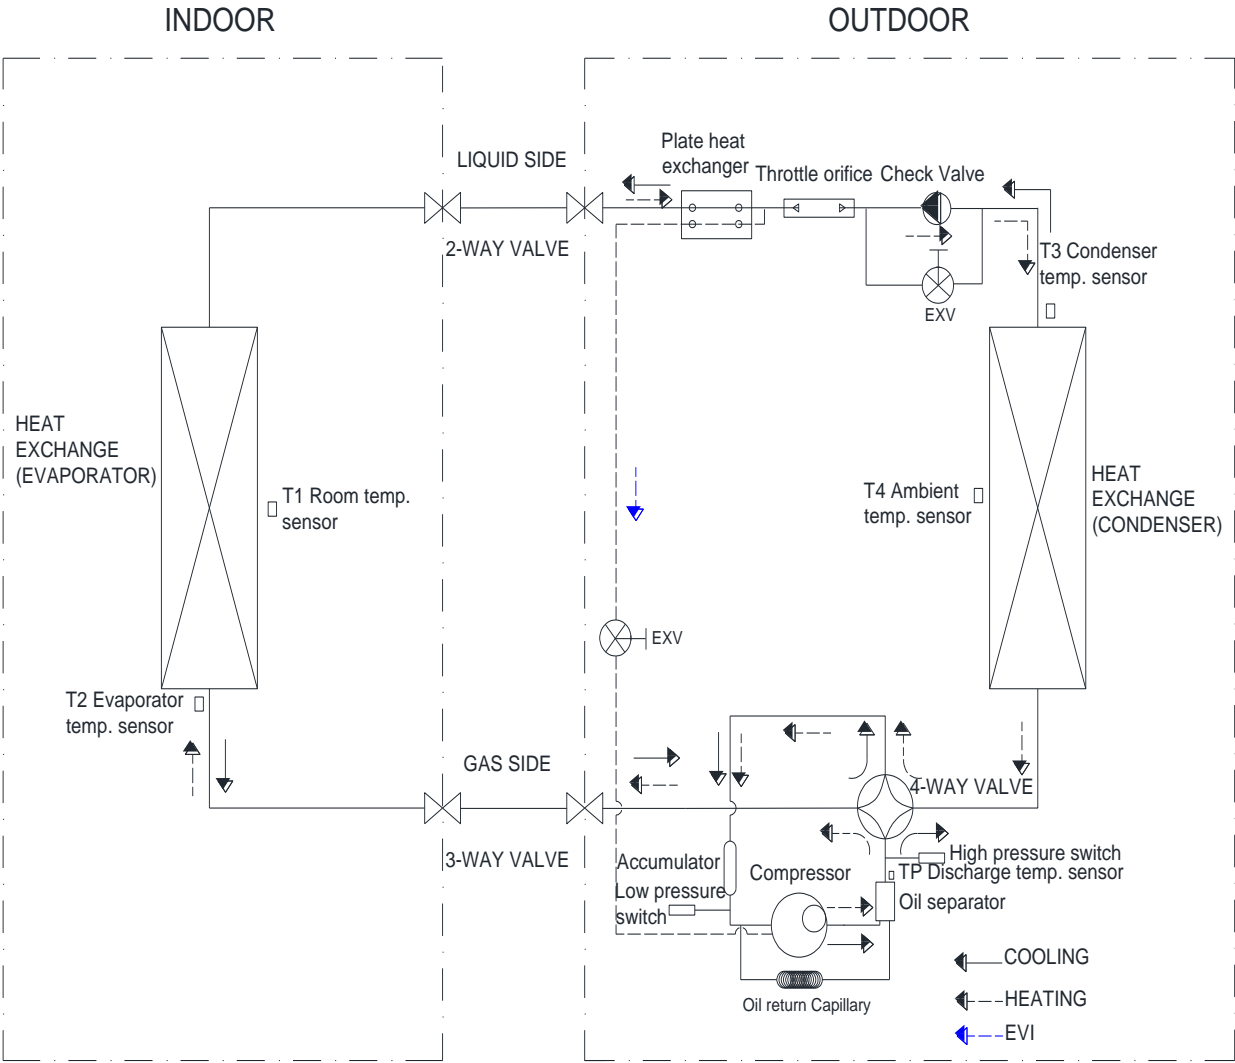 INDOOR
OUTDOOR
Plate heat
exchanger
LIQUID SIDE
Throttle orifice
Check Valve
2-WAY VALVE
T3 Condenser
temp. sensor
EXV
HEAT
EXCHANGE
(EVAPORATOR)
T1 Room temp.
sensor
T4 Ambient
temp. sensor
HEAT
EXCHANGE
(CONDENSER)
EXV
T2 Evaporator
temp. sensor
GAS SIDE
4-WAY VALVE
3-WAY VALVE
Accumulator
Low pressure
switch
Compressor
High pressure switch
TP Discharge temp. sensor
Oil separator
Oil return Capillary
COOLING
HEATING
EVI